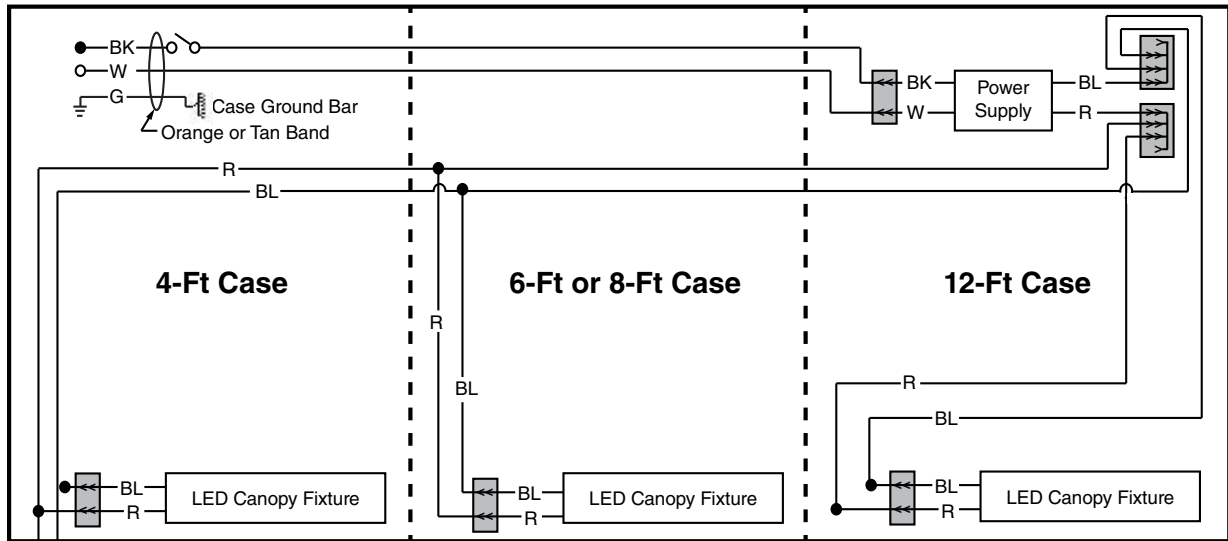 BK
W
G
Case Ground Bar
Orange or Tan Band
BK
W
Power
Supply
BL
R
R
BL
4-Ft Case
6-Ft or 8-Ft Case
12-Ft Case
R
BL
R
BL
BL
R
LED Canopy Fixture
BL
R
LED Canopy Fixture
BL
R
LED Canopy Fixture